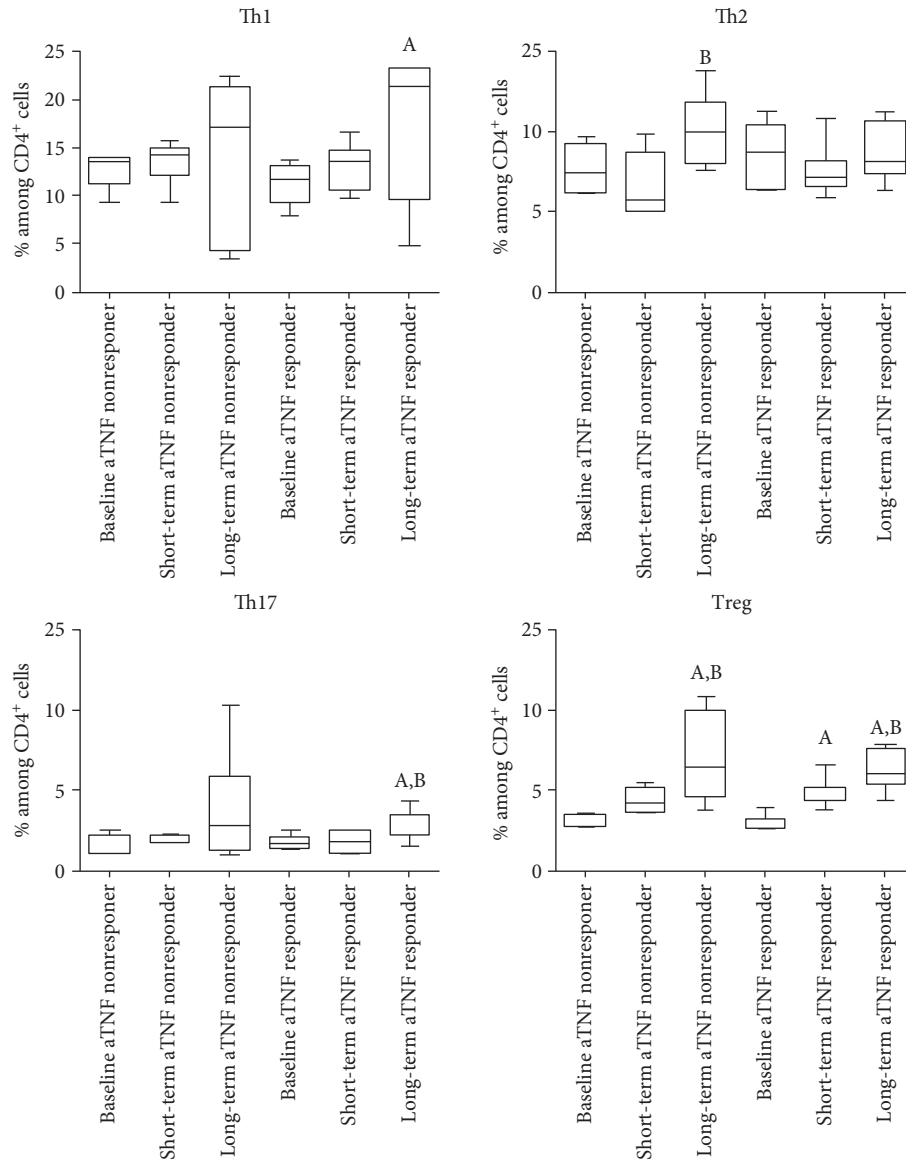 Th1
A
% among CD4+ cells
25
20
15
10
5
0
Baseline aTNF nonresponer
Short-term aTNF nonresponder
Long-term aTNF nonresponder
Baseline aTNF responder
Short-term aTNF responder
Long-term aTNF responder
Th2
B
% among CD4+ cells
25
10
5
0
Baseline aTNF nonresponer
Short-term aTNF nonresponder
Long-term aTNF nonresponder
Baseline aTNF responder
Short-term aTNF responder
Long-term aTNF responder
Th17
A,B
% among CD4+ cells
25
10
5
0
Baseline aTNF nonresponer
Short-term aTNF nonresponder
Long-term aTNF nonresponder
Baseline aTNF responder
Short-term aTNF responder
Long-term aTNF responder
Treg
A,B
A
A,B
% among CD4+ cells
25
10
5
0
Baseline aTNF nonresponer
Short-term aTNF nonresponder
Long-term aTNF nonresponder
Baseline aTNF responder
Short-term aTNF responder
Long-term aTNF responder